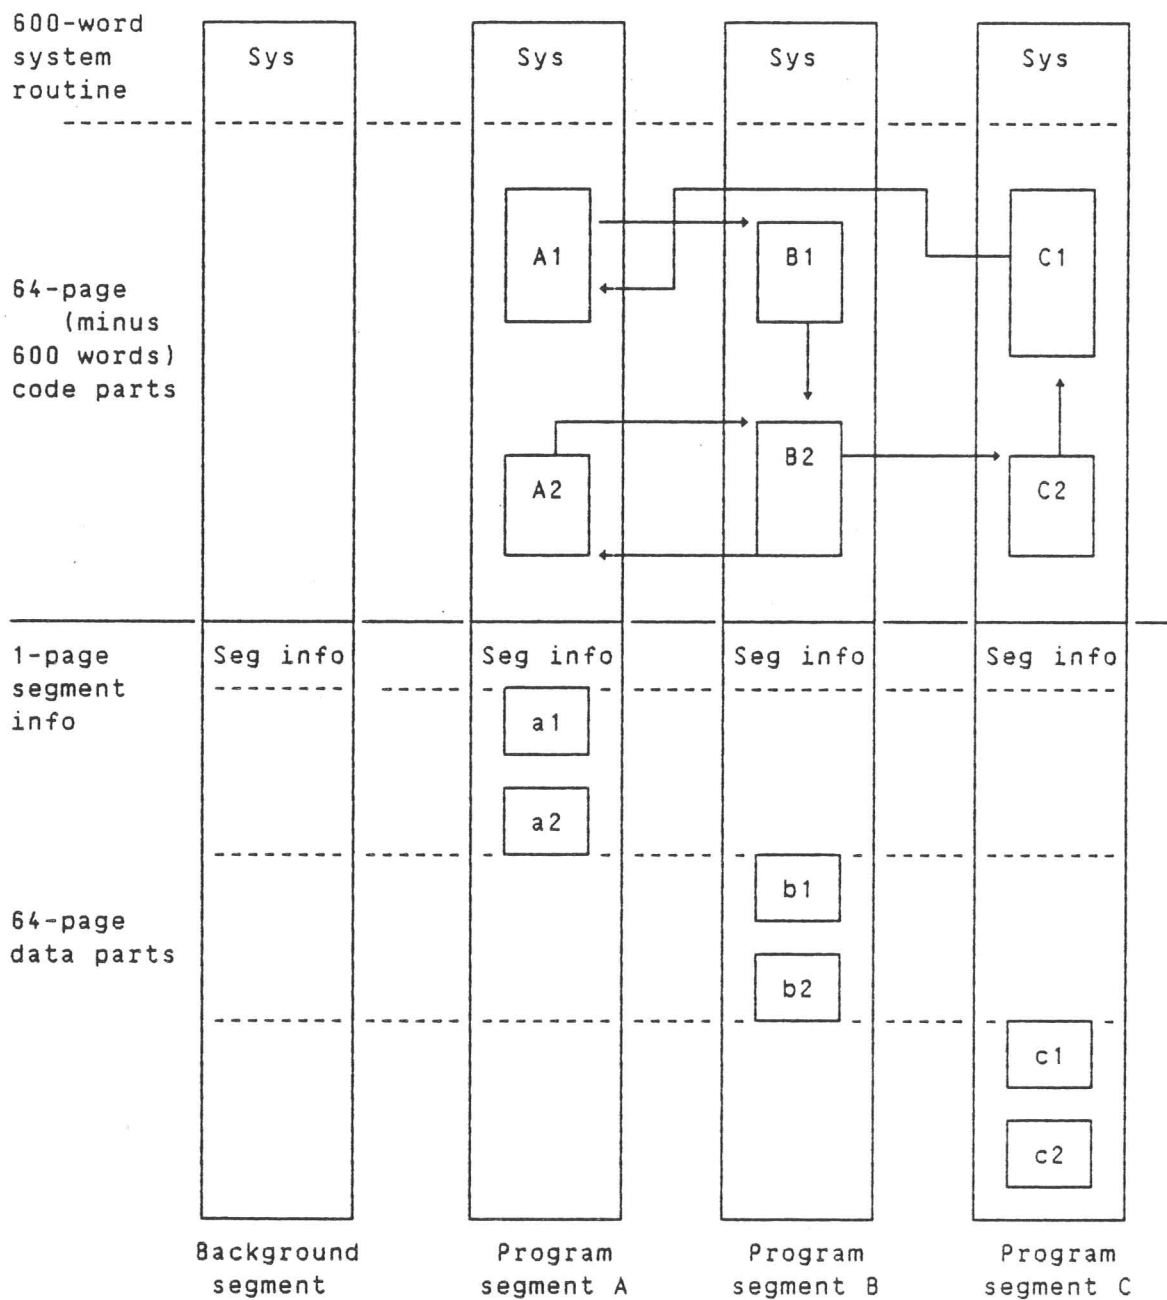 600-word
system
routine
Sys
Sys
Sys
Sys
64-page
(minus
600 words)
code parts
A1
B1
C1
A2
B2
C2
1-page
segment
info
Seg info
Seg info
Seg info
Seg info
a1
a2
64-page
data parts
b1
b2
c1
c2
Background
segment
Program
segment A
Program
segment B
Program
segment C